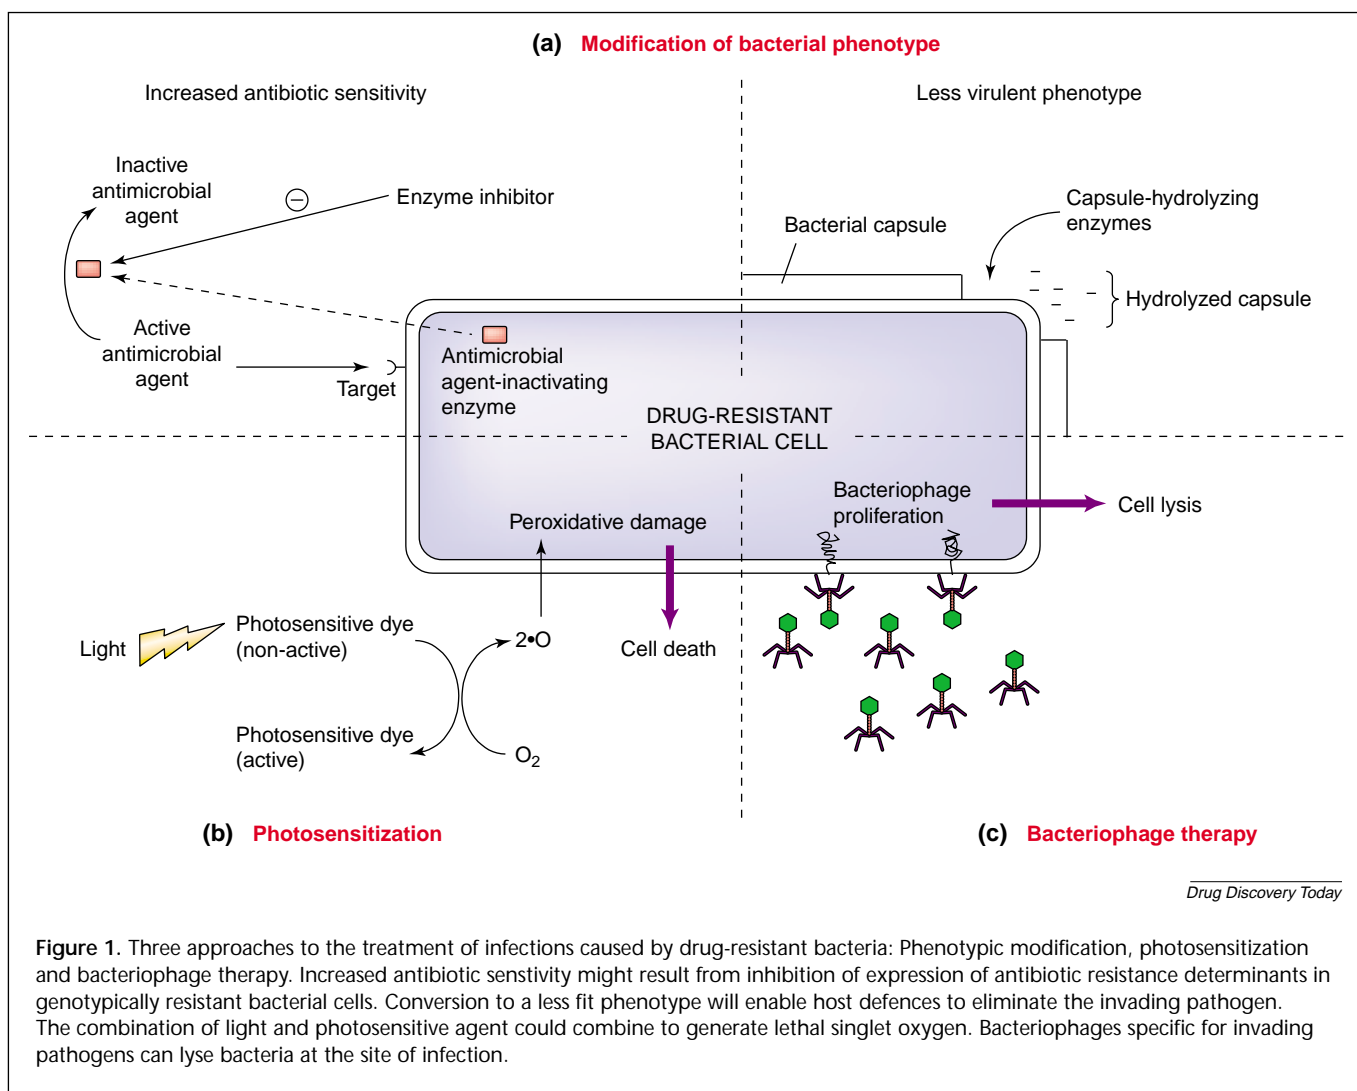 (a) Modification of bacterial phenotype
Increased antibiotic sensitivity
Less virulent phenotype
Inactive
antimicrobial
agent
−
Enzyme inhibitor
Active
antimicrobial
agent
Target
Antimicrobial
agent-inactivating
enzyme
Bacterial capsule
Capsule-hydrolyzing
enzymes
Hydrolyzed capsule
DRUG-RESISTANT
BACTERIAL CELL
Peroxidative damage
Bacteriophage
proliferation
Cell lysis
Light
Photosensitive dye
(non-active)
2•O
Cell death
Photosensitive dye
(active)
O2
(b) Photosensitization
(c) Bacteriophage therapy
Drug Discovery Today
Figure 1. Three approaches to the treatment of infections caused by drug-resistant bacteria: Phenotypic modification, photosensitization
and bacteriophage therapy. Increased antibiotic senstivity might result from inhibition of expression of antibiotic resistance determinants in
genotypically resistant bacterial cells. Conversion to a less fit phenotype will enable host defences to eliminate the invading pathogen.
The combination of light and photosensitive agent could combine to generate lethal singlet oxygen. Bacteriophages specific for invading
pathogens can lyse bacteria at the site of infection.